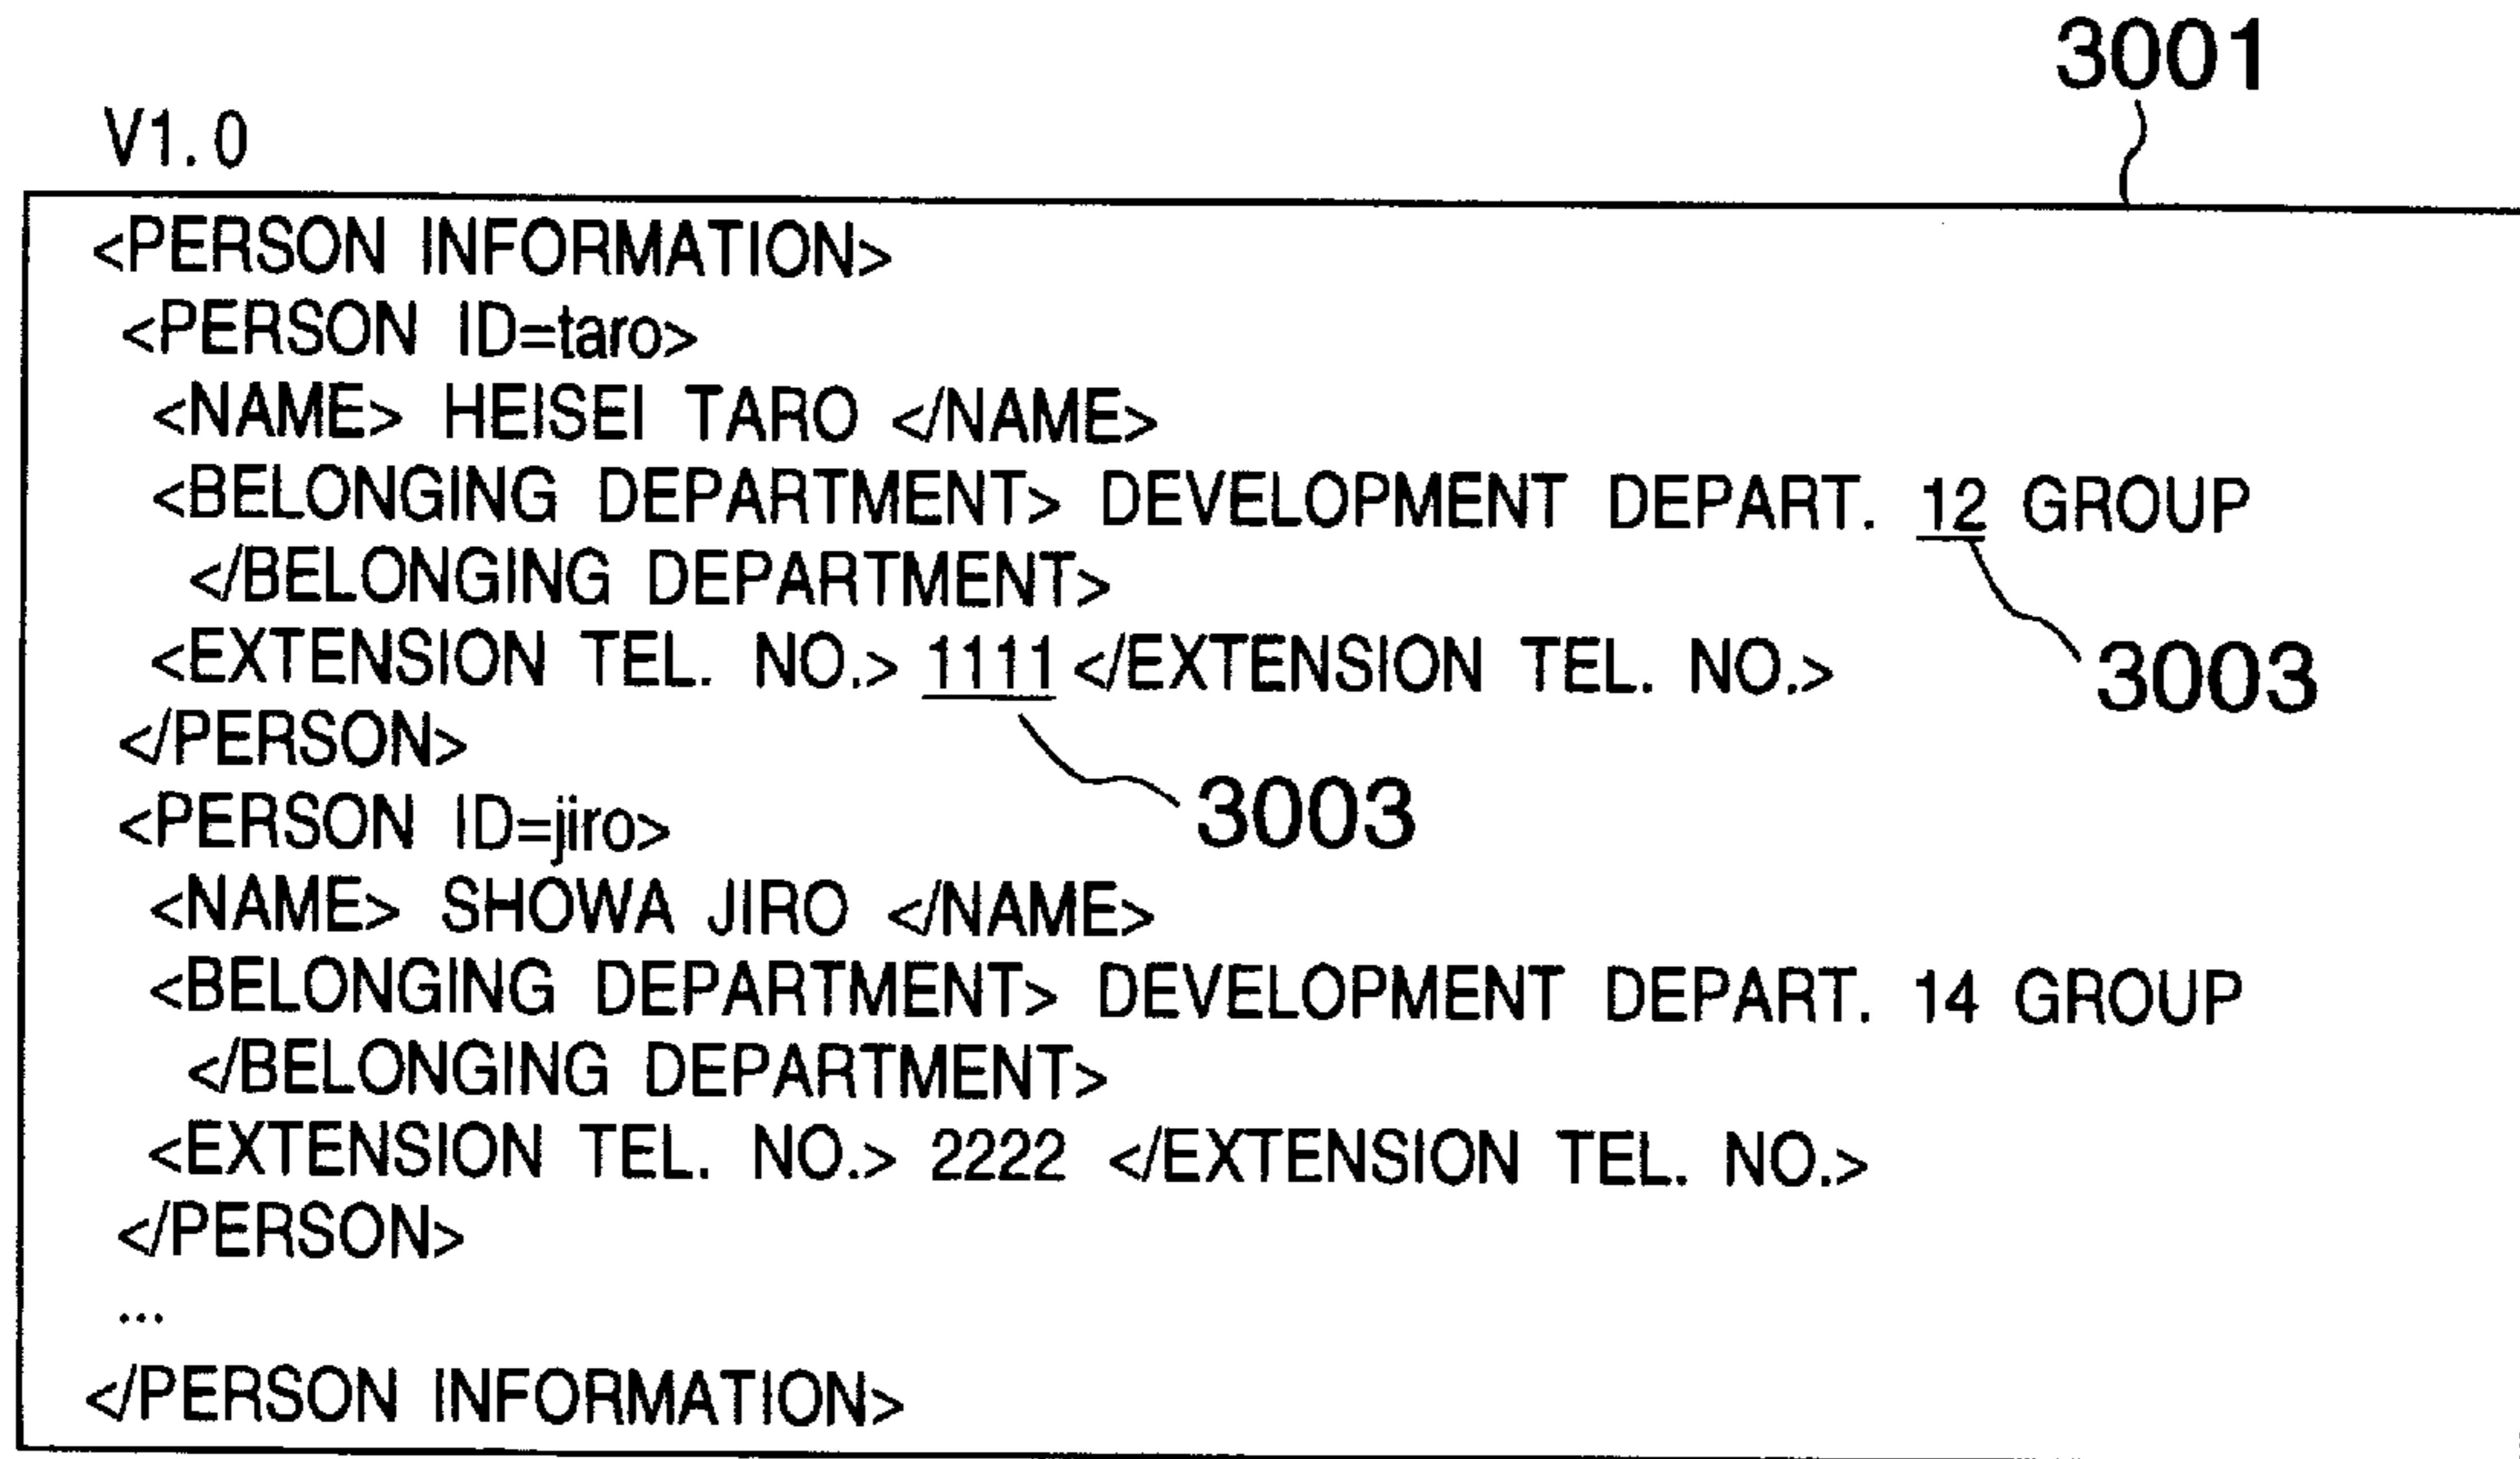 3001
V1.0
<PERSON INFORMATION>
<PERSON ID=taro>
<NAME> HEISEI TARO </NAME>
<BELONGING DEPARTMENT> DEVELOPMENT DEPART. 12 GROUP
</BELONGING DEPARTMENT>
<EXTENSION TEL. NO.> 1111 </EXTENSION TEL. NO.>
3003
</PERSON>
<PERSON ID=jiro>
3003
<NAME> SHOWA JIRO </NAME>
<BELONGING DEPARTMENT> DEVELOPMENT DEPART. 14 GROUP
</BELONGING DEPARTMENT>
<EXTENSION TEL. NO.> 2222 </EXTENSION TEL. NO.>
</PERSON>
...
</PERSON INFORMATION>